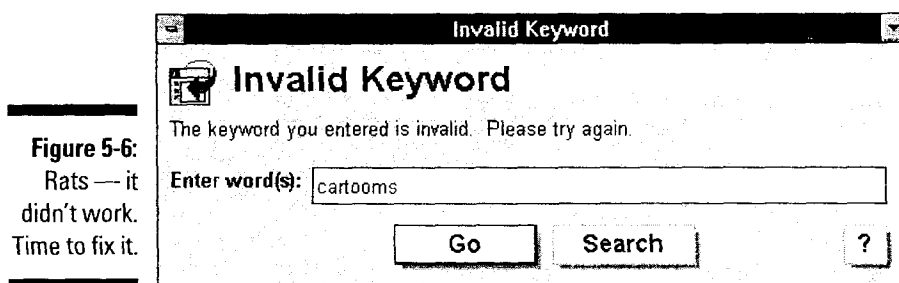 Invalid Keyword
Invalid Keyword
The keyword you entered is invalid. Please try again.
Enter word(s): cartooms
Go Search ?
Figure 5-6:
Rats — it
didn't work.
Time to fix it.